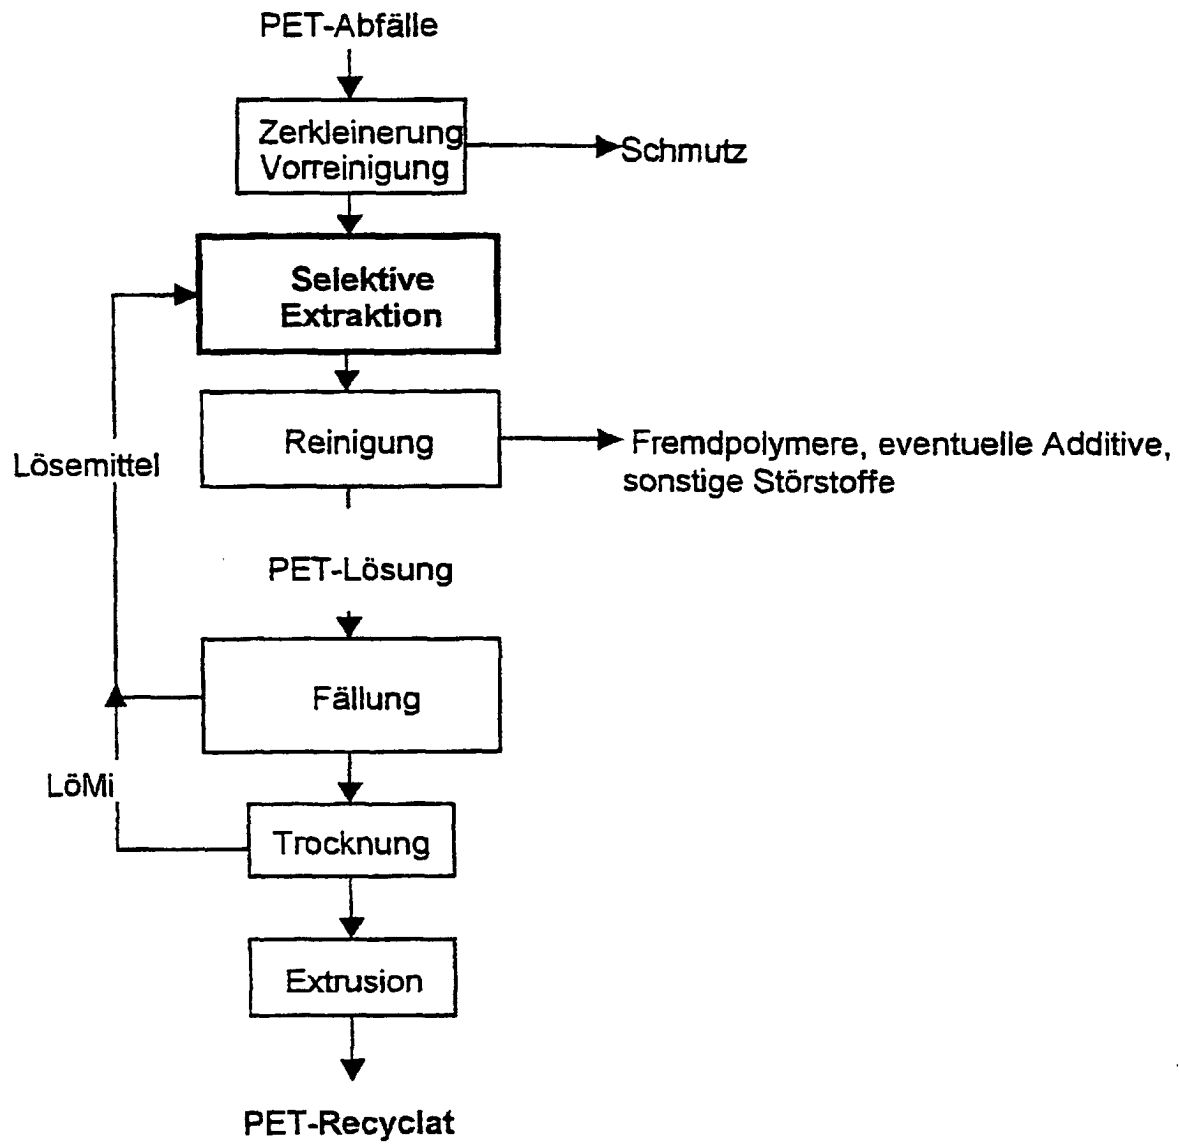 PET-Abfälle
Zerkleinerung
Vorreinigung
Schmutz
Selektive
Extraktion
Reinigung
Fremdpolymere, eventuelle Additive,
sonstige Störstoffe
Lösemittel
PET-Lösung
Fällung
LöMi
Trocknung
Extrusion
PET-Recyclat